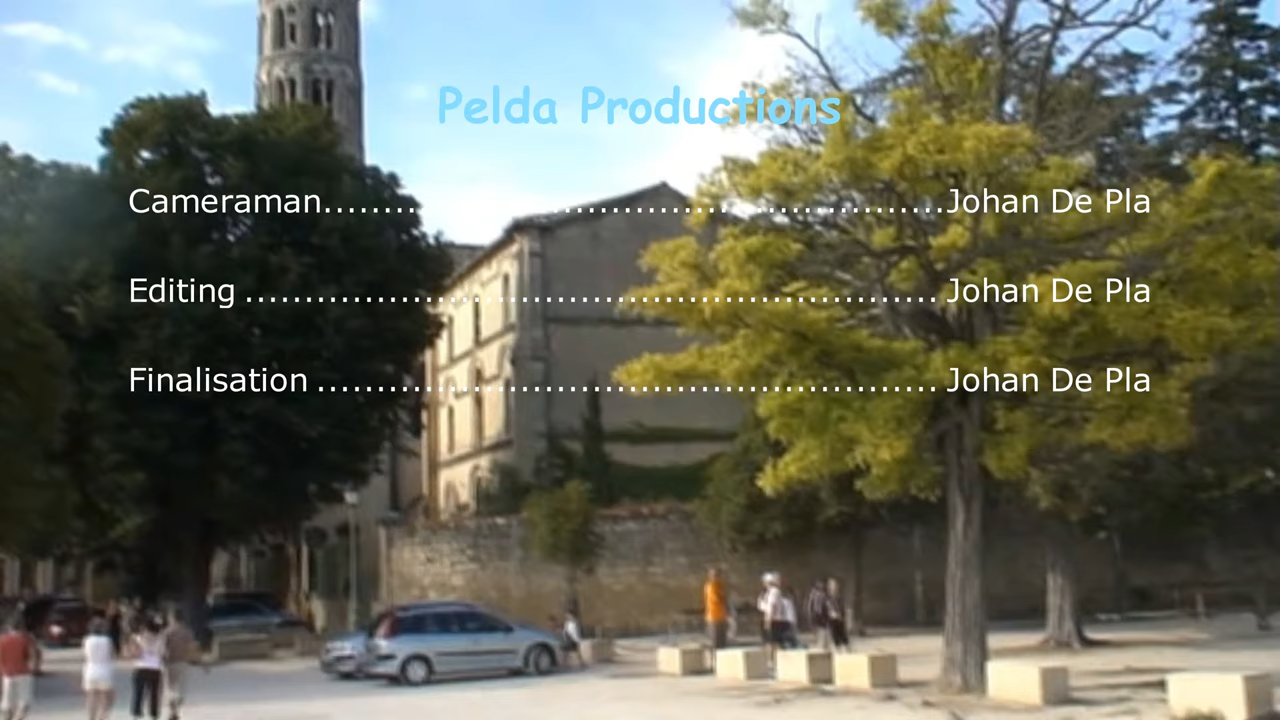 Pelda Productions
Cameraman.......................................................Johan De Pla
Editing ............................................................ Johan De Pla
Finalisation ...................................................... Johan De Pla